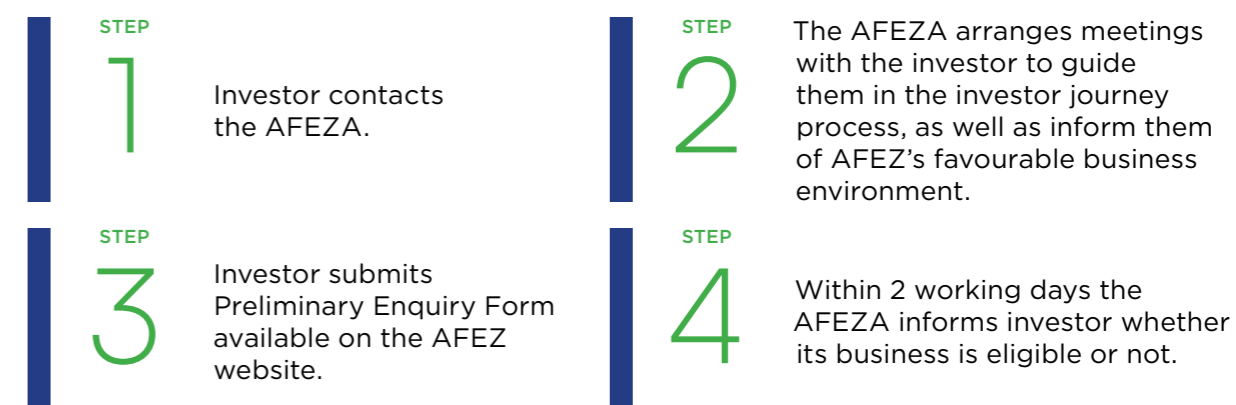 STEP
1
Investor contacts
the AFEZA.
STEP
2
The AFEZA arranges meetings
with the investor to guide
them in the investor journey
process, as well as inform them
of AFEZ’s favourable business
environment.
STEP
3
Investor submits
Preliminary Enquiry Form
available on the AFEZ
website.
STEP
4
Within 2 working days the
AFEZA informs investor whether
its business is eligible or not.